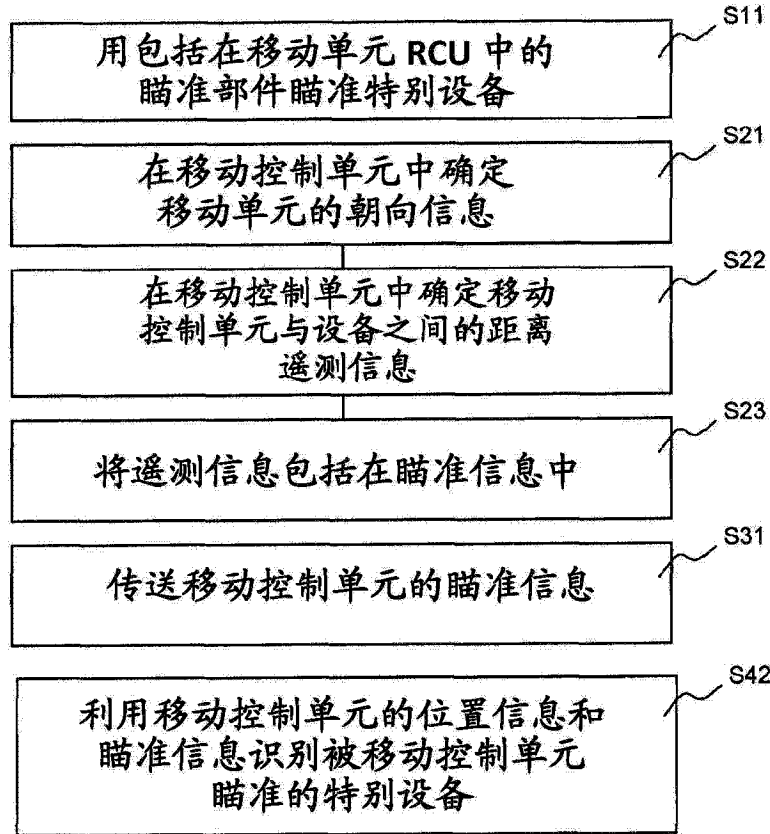 S11
用包括在移动单元 RCU 中的
瞄准部件瞄准特别设备
S21
在移动控制单元中确定
移动单元的朝向信息
S22
在移动控制单元中确定移动
控制单元与设备之间的距离
遥测信息
S23
将遥测信息包括在瞄准信息中
S31
传送移动控制单元的瞄准信息
S42
利用移动控制单元的位置信息和
瞄准信息识别被移动控制单元
瞄准的特别设备